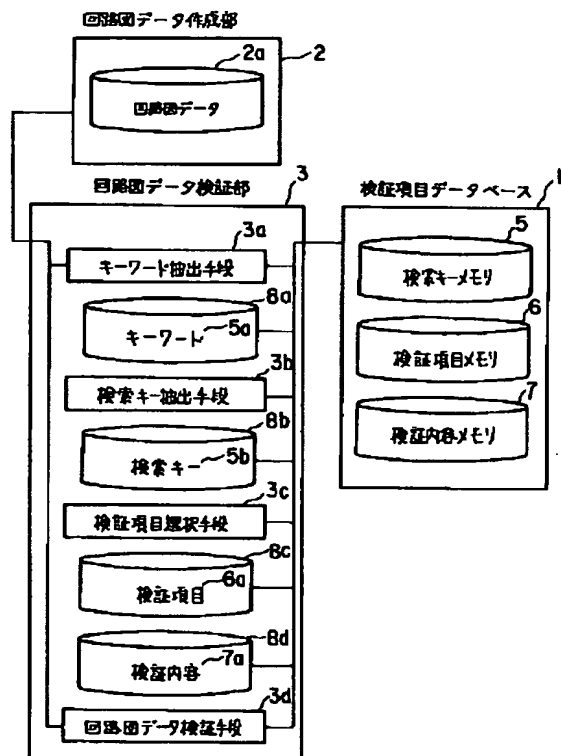 回路図データ作成部
2a
2
回路図データ
回路図データ検証部
3
検証項目データベース
1
3a
キーワード抽出手段
8a
キーワード
5a
3b
検索キー抽出手段
8b
検索キー
5b
3c
検証項目選択手段
8c
検証項目
6a
8d
検証内容
7a
3d
回路図データ検証手段
5
検索キーメモリ
6
検証項目メモリ
7
検証内容メモリ